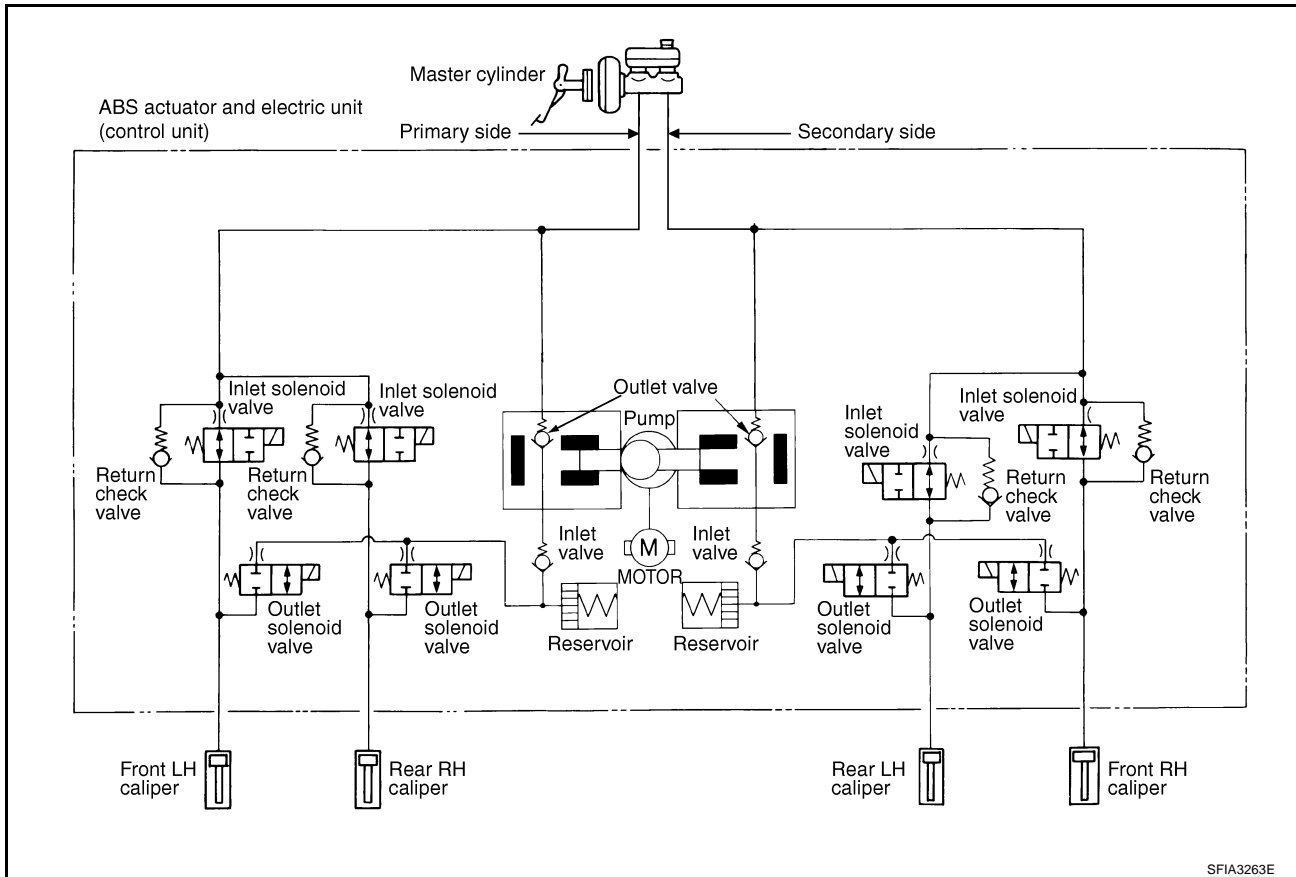 Master cylinder
ABS actuator and electric unit
(control unit)
Primary side
Secondary side
Inlet solenoid
valve
Inlet solenoid
valve
Outlet valve
Pump
Inlet
solenoid
valve
Inlet solenoid
valve
Return
check
valve
Return
check
valve
Return
check
valve
Return
check
valve
Inlet
valve
M
MOTOR
Inlet
valve
Outlet
solenoid
valve
Outlet
solenoid
valve
Reservoir
Reservoir
Outlet
solenoid
valve
Outlet
solenoid
valve
Front LH
caliper
Rear RH
caliper
Rear LH
caliper
Front RH
caliper
SFIA3263E